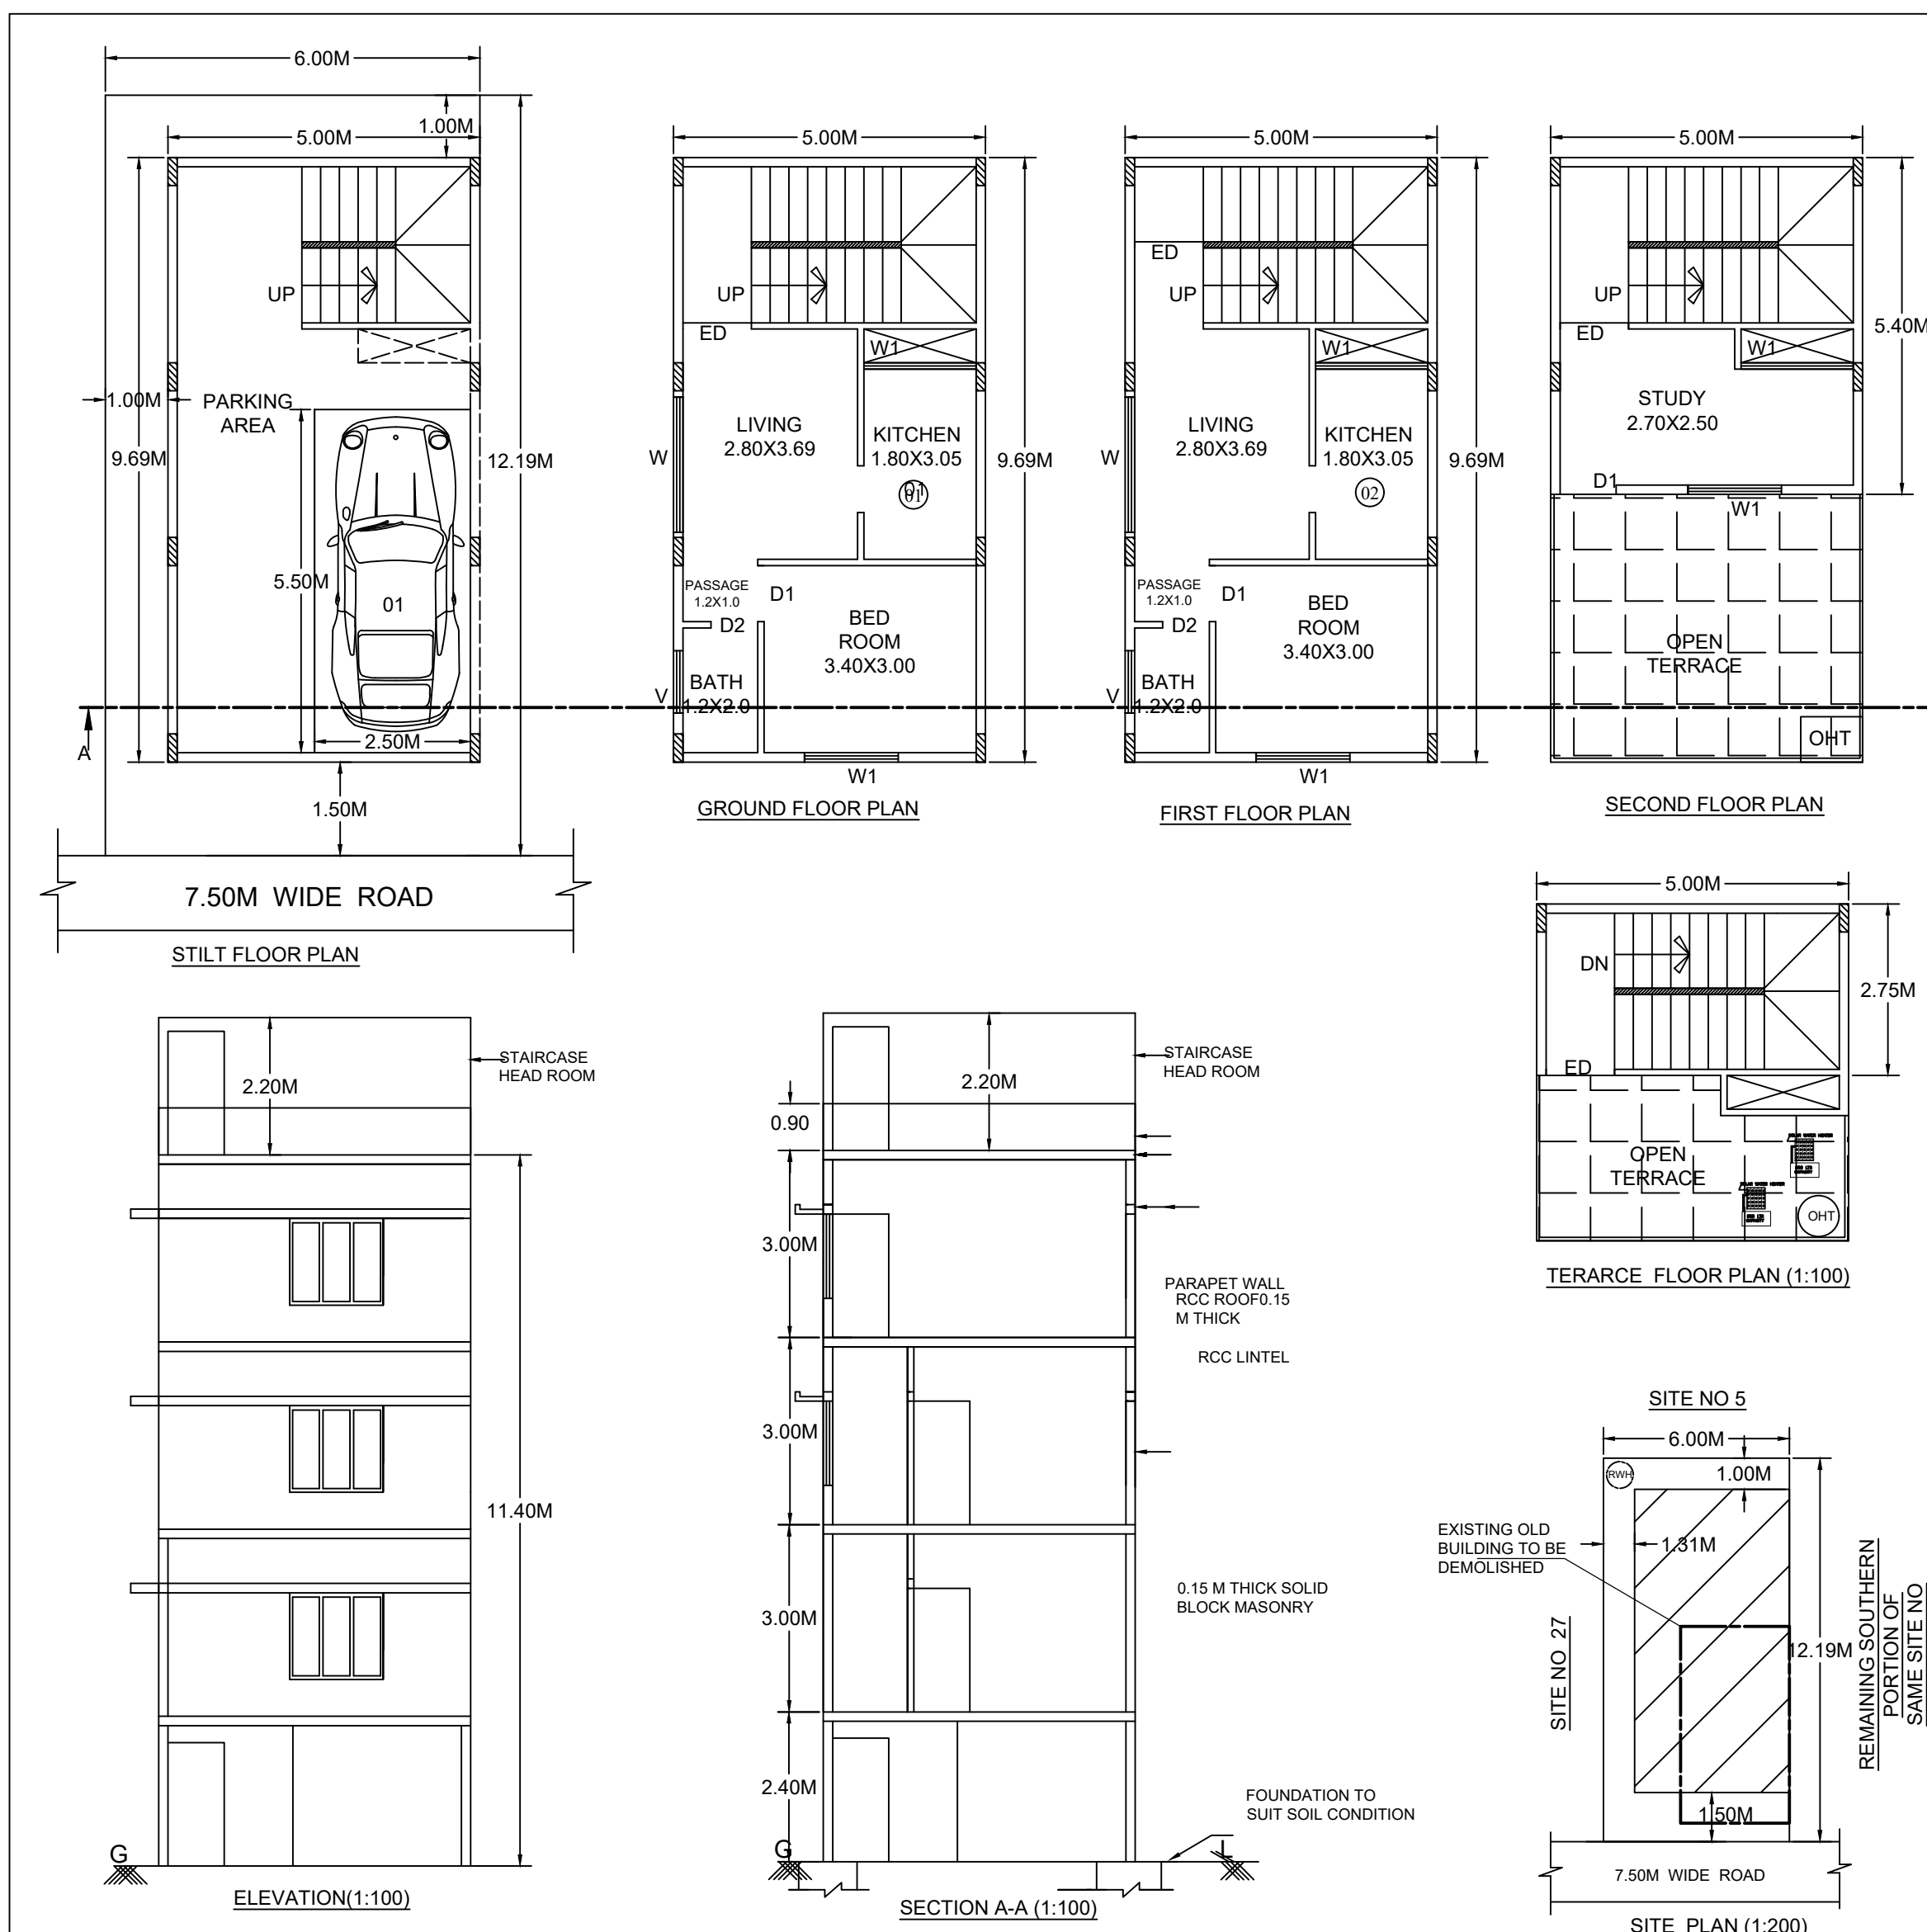 6.00M
1.00M
5.00M
UP
1.00M
PARKING
AREA
9.69M
12.19M
5.50M
01
2.50M
A
1.50M
7.50M WIDE ROAD
STILT FLOOR PLAN
5.00M
UP
ED
W1
LIVING
2.80X3.69
KITCHEN
1.80X3.05
W
9.69M
01
PASSAGE
1.2X1.0
D1
D2
BED
ROOM
3.40X3.00
V
BATH
1.2X2.0
W1
GROUND FLOOR PLAN
5.00M
ED
UP
W1
LIVING
2.80X3.69
KITCHEN
1.80X3.05
W
9.69M
02
PASSAGE
1.2X1.0
D1
D2
BED
ROOM
3.40X3.00
V
BATH
1.2X2.0
W1
FIRST FLOOR PLAN
5.00M
UP
5.40M
ED
W1
STUDY
2.70X2.50
D1
W1
OPEN
TERRACE
OHT
SECOND FLOOR PLAN
5.00M
DN
2.75M
ED
OPEN
TERRACE
SOLAR WATER HEATER
SOLAR WATER HEATER
OHT
TERARCE FLOOR PLAN (1:100)
STAIRCASE
HEAD ROOM
2.20M
11.40M
G
ELEVATION(1:100)
STAIRCASE
HEAD ROOM
2.20M
0.90
3.00M
PARAPET WALL
RCC ROOF0.15
M THICK
RCC LINTEL
3.00M
0.15 M THICK SOLID
BLOCK MASONRY
3.00M
2.40M
FOUNDATION TO
SUIT SOIL CONDITION
G
L
SECTION A-A (1:100)
SITE NO 5
6.00M
RWH
1.00M
EXISTING OLD
BUILDING TO BE
DEMOLISHED
1.31M
SITE NO 27
12.19M
REMAINING SOUTHERN
PORTION OF
SAME SITE NO
1.50M
7.50M WIDE ROAD
SITE PLAN (1:200)